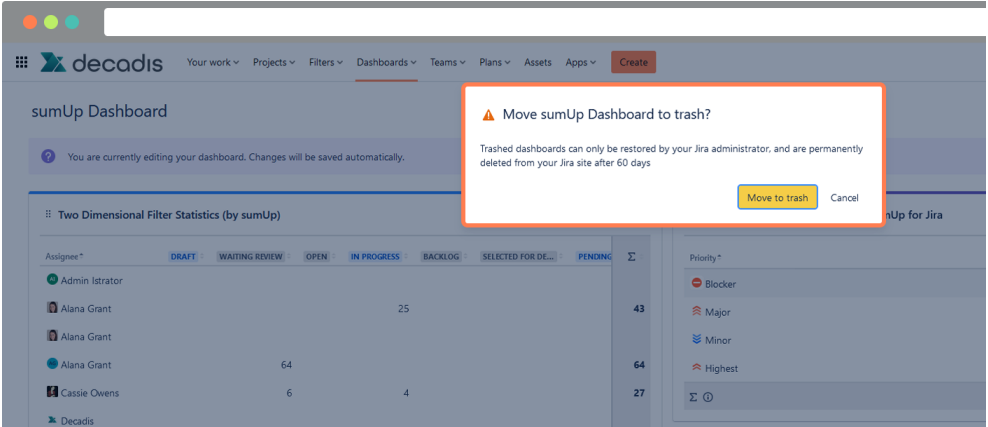 decadis Your work Projects Filters Dashboards Teams Plans Assets Apps Create
sumUp Dashboard
Move sumUp Dashboard to trash?
Trashed dashboards can only be restored by your Jira administrator, and are permanently
deleted from your Jira site after 60 days
Move to trash Cancel
? You are currently editing your dashboard. Changes will be saved automatically.
Two Dimensional Filter Statistics (by sumUp)
Assignee DRAFT WAITING REVIEW OPEN IN PROGRESS BACKLOG SELECTED FOR DE... PENDING Σ
Admin Istrator
Alana Grant 25 43
Alana Grant
Alana Grant 64 64
Cassie Owens 6 4 27
Decadis
mUp for Jira
Priority
Blocker
Major
Minor
Highest
Σ